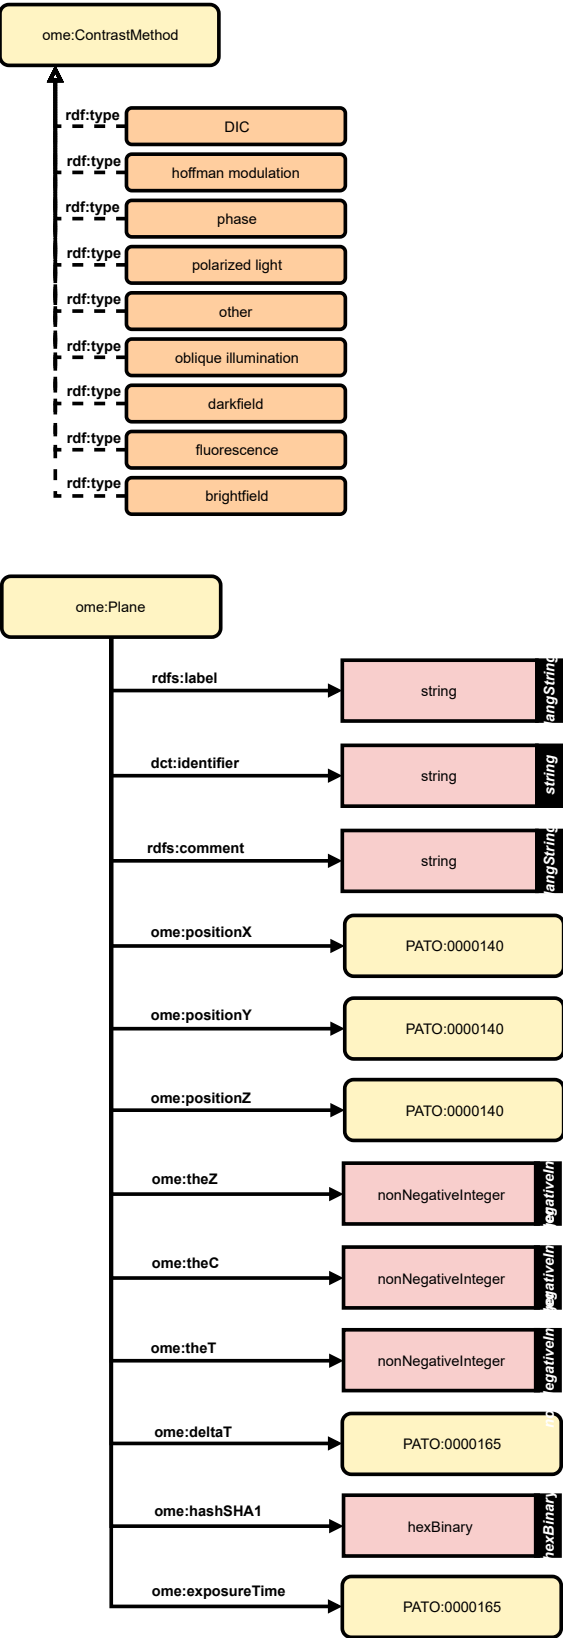 ome:ContrastMethod
rdf:type
DIC
rdf:type
hoffman modulation
rdf:type
phase
rdf:type
polarized light
rdf:type
other
rdf:type
oblique illumination
rdf:type
darkfield
rdf:type
fluorescence
rdf:type
brightfield
ome:Plane
rdfs:label
string
langString
dct:identifier
string
string
rdfs:comment
string
langString
ome:positionX
PATO:0000140
ome:positionY
PATO:0000140
ome:positionZ
PATO:0000140
ome:theZ
nonNegativeInteger
ome:theC
nonNegativeInteger
ome:theT
nonNegativeInteger
ome:deltaT
PATO:0000165
ome:hashSHA1
hexBinary
hexBinary
ome:exposureTime
PATO:0000165